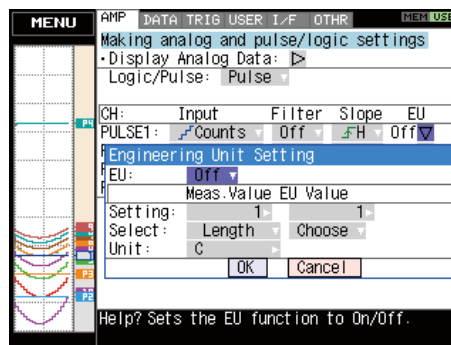 MENU
AMP DATA TRIG USER I/F OTHR MEM USB
Making analog and pulse/logic settings
・Display Analog Data: ▷
Logic/Pulse: Pulse
CH: Input Filter Slope EU
PULSE1: Counts Off H Off
Engineering Unit Setting
EU: Off
Meas.Value EU Value
Setting: 1 1
Select: Length Choose
Unit: C
OK Cancel
Help? Sets the EU function to On/Off.
P4
P3
P2